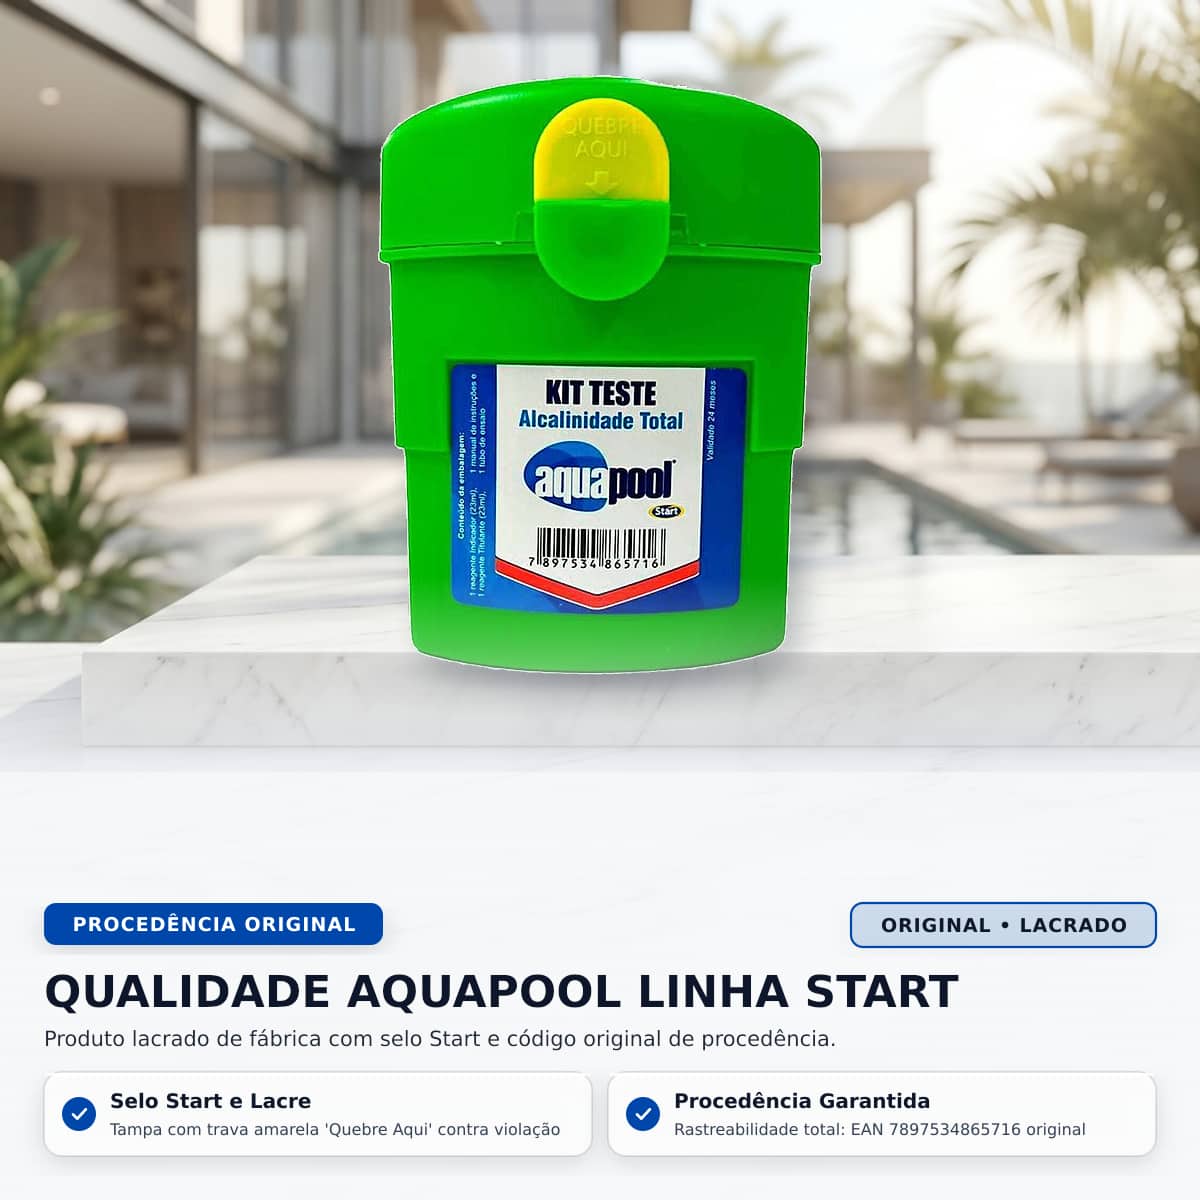 QUEBRE
AQUI
KIT TESTE
Alcalinidade Total
aquapool
Start
7897534865716
Conteúdo da embalagem:
1 reagente Indicador (23ml), 1 manual de instruções e
1 reagente Titulante (23ml), 1 tubo de ensaio
Validade 24 meses
PROCEDÊNCIA ORIGINAL
ORIGINAL • LACRADO
QUALIDADE AQUAPOOL LINHA START
Produto lacrado de fábrica com selo Start e código original de procedência.
Selo Start e Lacre
Tampa com trava amarela 'Quebre Aqui' contra violação
Procedência Garantida
Rastreabilidade total: EAN 7897534865716 original